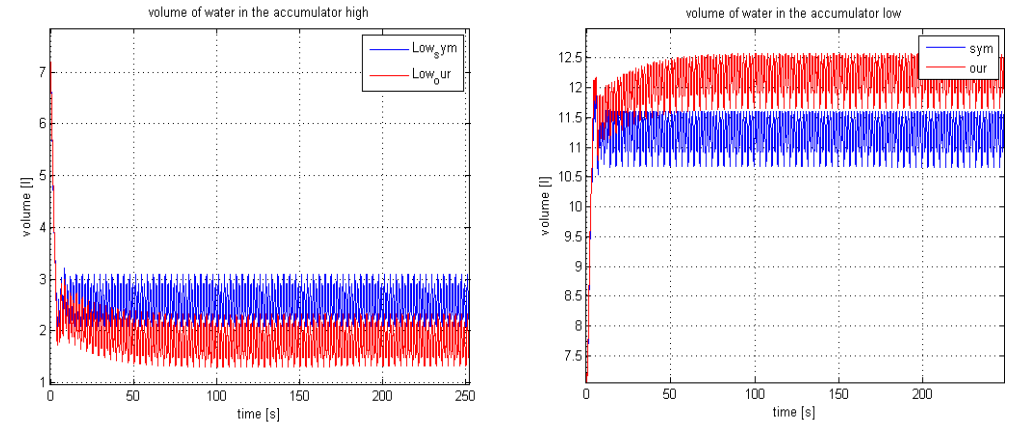 volume of water in the accumulator high
Low_sym
Low_our
7
6
5
4
3
2
1
0
50
100
150
200
250
volume [l]
time [s]
volume of water in the accumulator low
sym
our
12.5
12
11.5
11
10.5
10
9.5
9
8.5
8
7.5
0
50
100
150
200
volume [l]
time [s]